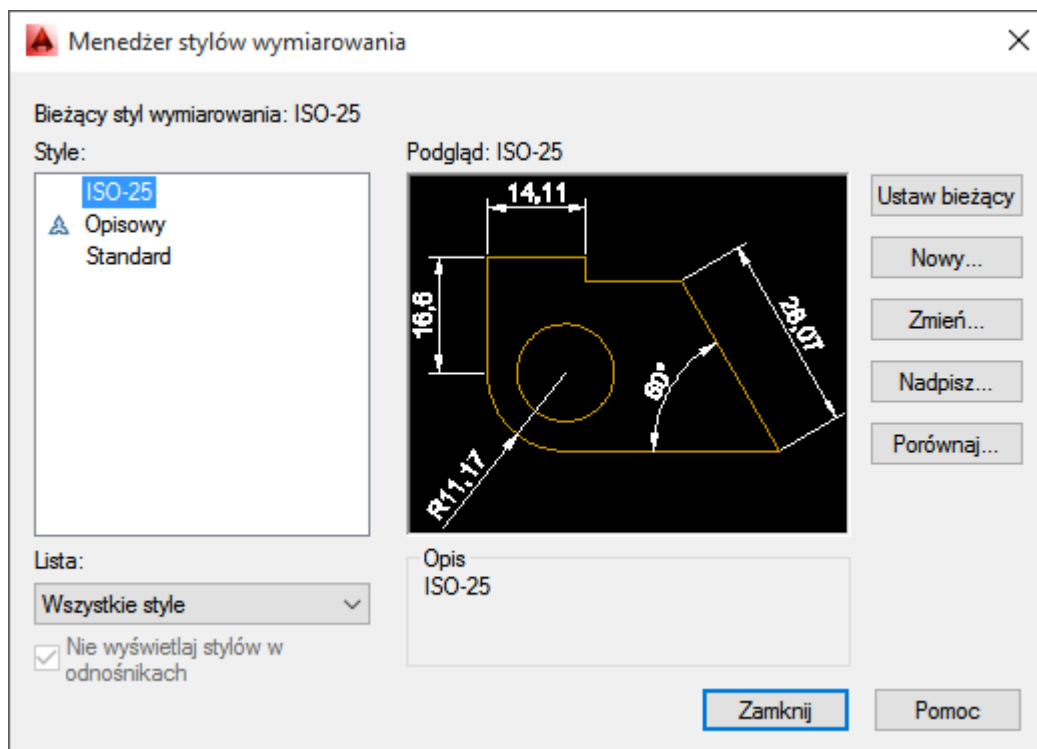 Menedżer stylów wymiarowania
Bieżący styl wymiarowania: ISO-25
Style:
ISO-25
Opisowy
Standard
Lista:
Wszystkie style
Nie wyświetlaj stylów w
odnośnikach
Podgląd: ISO-25
14,11
16,6
28,07
60°
R11,17
Opis
ISO-25
Ustaw bieżący
Nowy...
Zmień...
Nadpisz...
Porównaj...
Zamknij
Pomoc